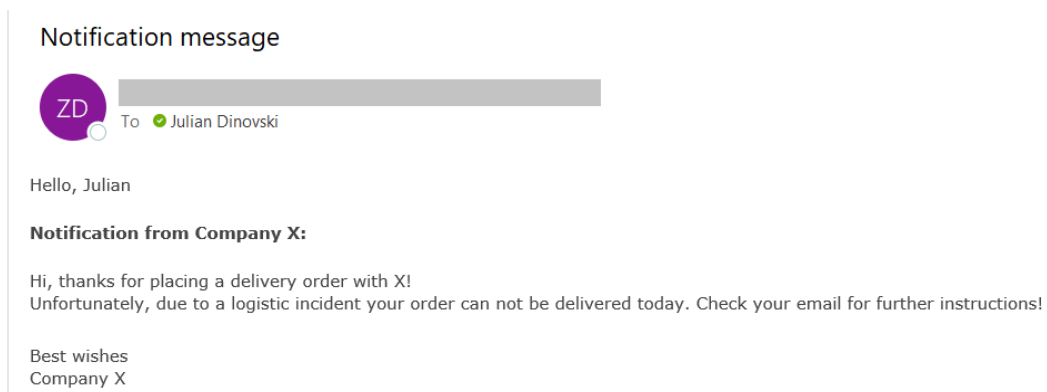 Notification message
ZD
To Julian Dinovski
Hello, Julian
Notification from Company X:
Hi, thanks for placing a delivery order with X!
Unfortunately, due to a logistic incident your order can not be delivered today. Check your email for further instructions!
Best wishes
Company X